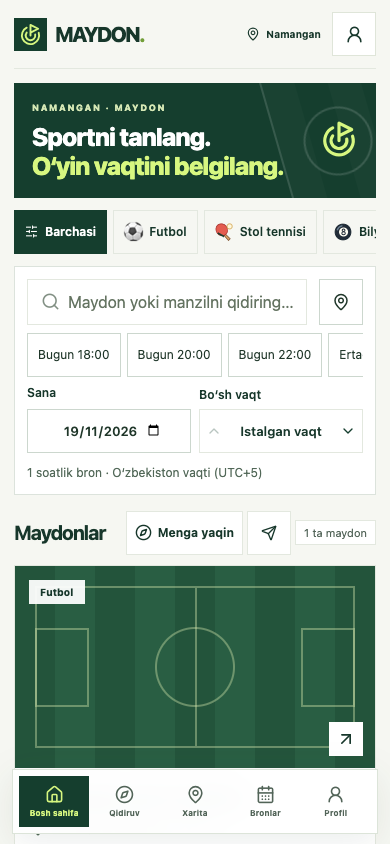 MAYDON.
Namangan
NAMANGAN · MAYDON
Sportni tanlang.
O‘yin vaqtini belgilang.
Barchasi
Futbol
Stol tennisi
8
Maydon yoki manzilni qidiring...
Bugun 18:00
Bugun 20:00
Bugun 22:00
Sana
Bo‘sh vaqt
19/11/2026
Istalgan vaqt
1 soatlik bron · O‘zbekiston vaqti (UTC+5)
Maydonlar
Menga yaqin
1 ta maydon
Futbol
Bosh sahifa
Qidiruv
Xarita
Bronlar
Profil